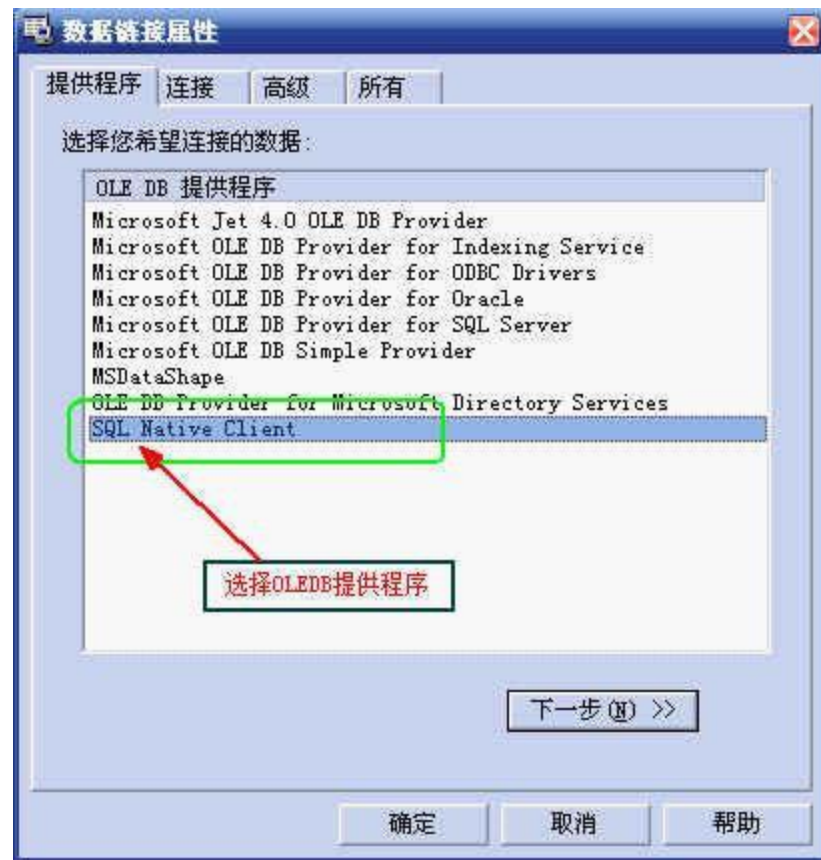 数据链接属性
提供程序 连接 高级 所有
选择您希望连接的数据:
OLE DB 提供程序
Microsoft Jet 4.0 OLE DB Provider
Microsoft OLE DB Provider for Indexing Service
Microsoft OLE DB Provider for ODBC Drivers
Microsoft OLE DB Provider for Oracle
Microsoft OLE DB Provider for SQL Server
Microsoft OLE DB Simple Provider
MSDataShape
OLE DB Provider for Microsoft Directory Services
SQL Native Client
选择OLEDB提供程序
下一步(N) >>
确定 取消 帮助